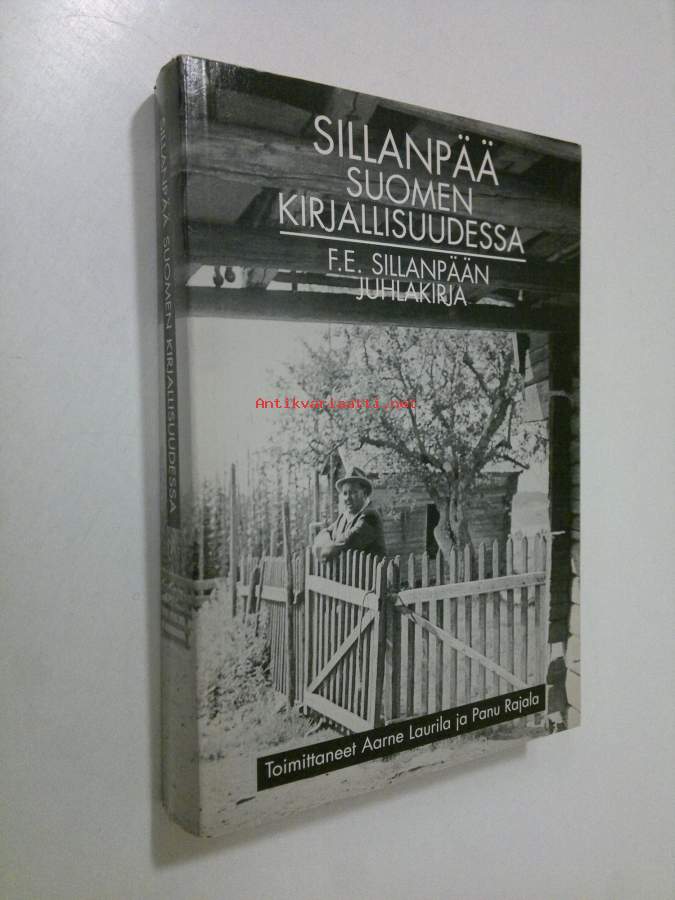 SILLANPÄÄ
SUOMEN
KIRJALLISUUDESSA
F.E. SILLANPÄÄN
JUHLAKIRJA
Antikvariaatti.net
Toimittaneet Aarne Laurila ja Panu Rajala
SILLANPÄÄ SUOMEN KIRJALLISUUDESSA